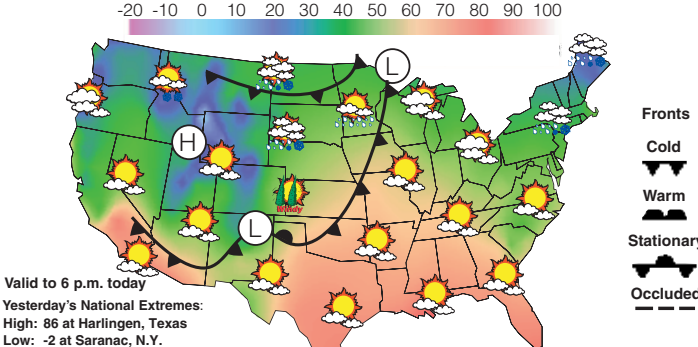 -20 -10 0 10 20 30 40 50 60 70 80 90 100
L
H
Windy
L
Fronts
Cold
Warm
Stationary
Occluded
Valid to 6 p.m. today
Yesterday's National Extremes:
High: 86 at Harlingen, Texas
Low: -2 at Saranac, N.Y.